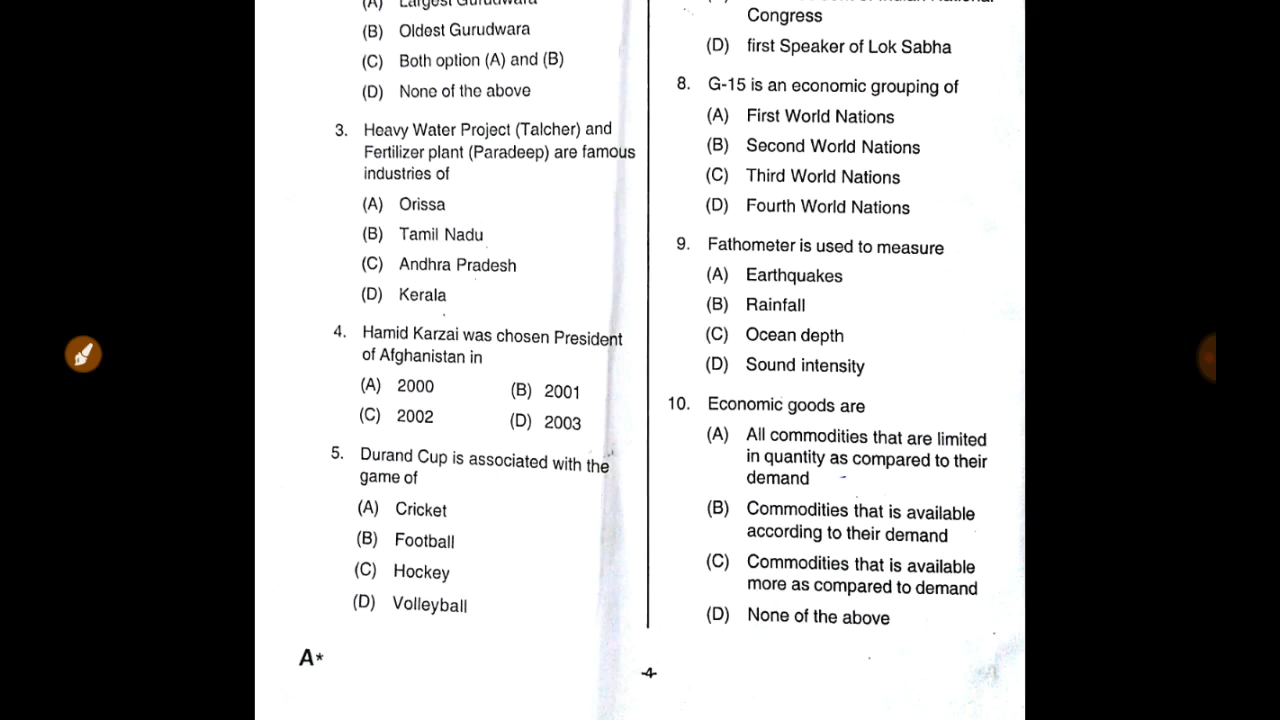 (A) Largest Gurudwara
(B) Oldest Gurudwara
(C) Both option (A) and (B)
(D) None of the above
3. Heavy Water Project (Talcher) and
Fertilizer plant (Paradeep) are famous
industries of
(A) Orissa
(B) Tamil Nadu
(C) Andhra Pradesh
(D) Kerala
4. Hamid Karzai was chosen President
of Afghanistan in
(A) 2000 (B) 2001
(C) 2002 (D) 2003
5. Durand Cup is associated with the
game of
(A) Cricket
(B) Football
(C) Hockey
(D) Volleyball
A*
Congress
(D) first Speaker of Lok Sabha
8. G-15 is an economic grouping of
(A) First World Nations
(B) Second World Nations
(C) Third World Nations
(D) Fourth World Nations
9. Fathometer is used to measure
(A) Earthquakes
(B) Rainfall
(C) Ocean depth
(D) Sound intensity
10. Economic goods are
(A) All commodities that are limited
in quantity as compared to their
demand
(B) Commodities that is available
according to their demand
(C) Commodities that is available
more as compared to demand
(D) None of the above
-4-